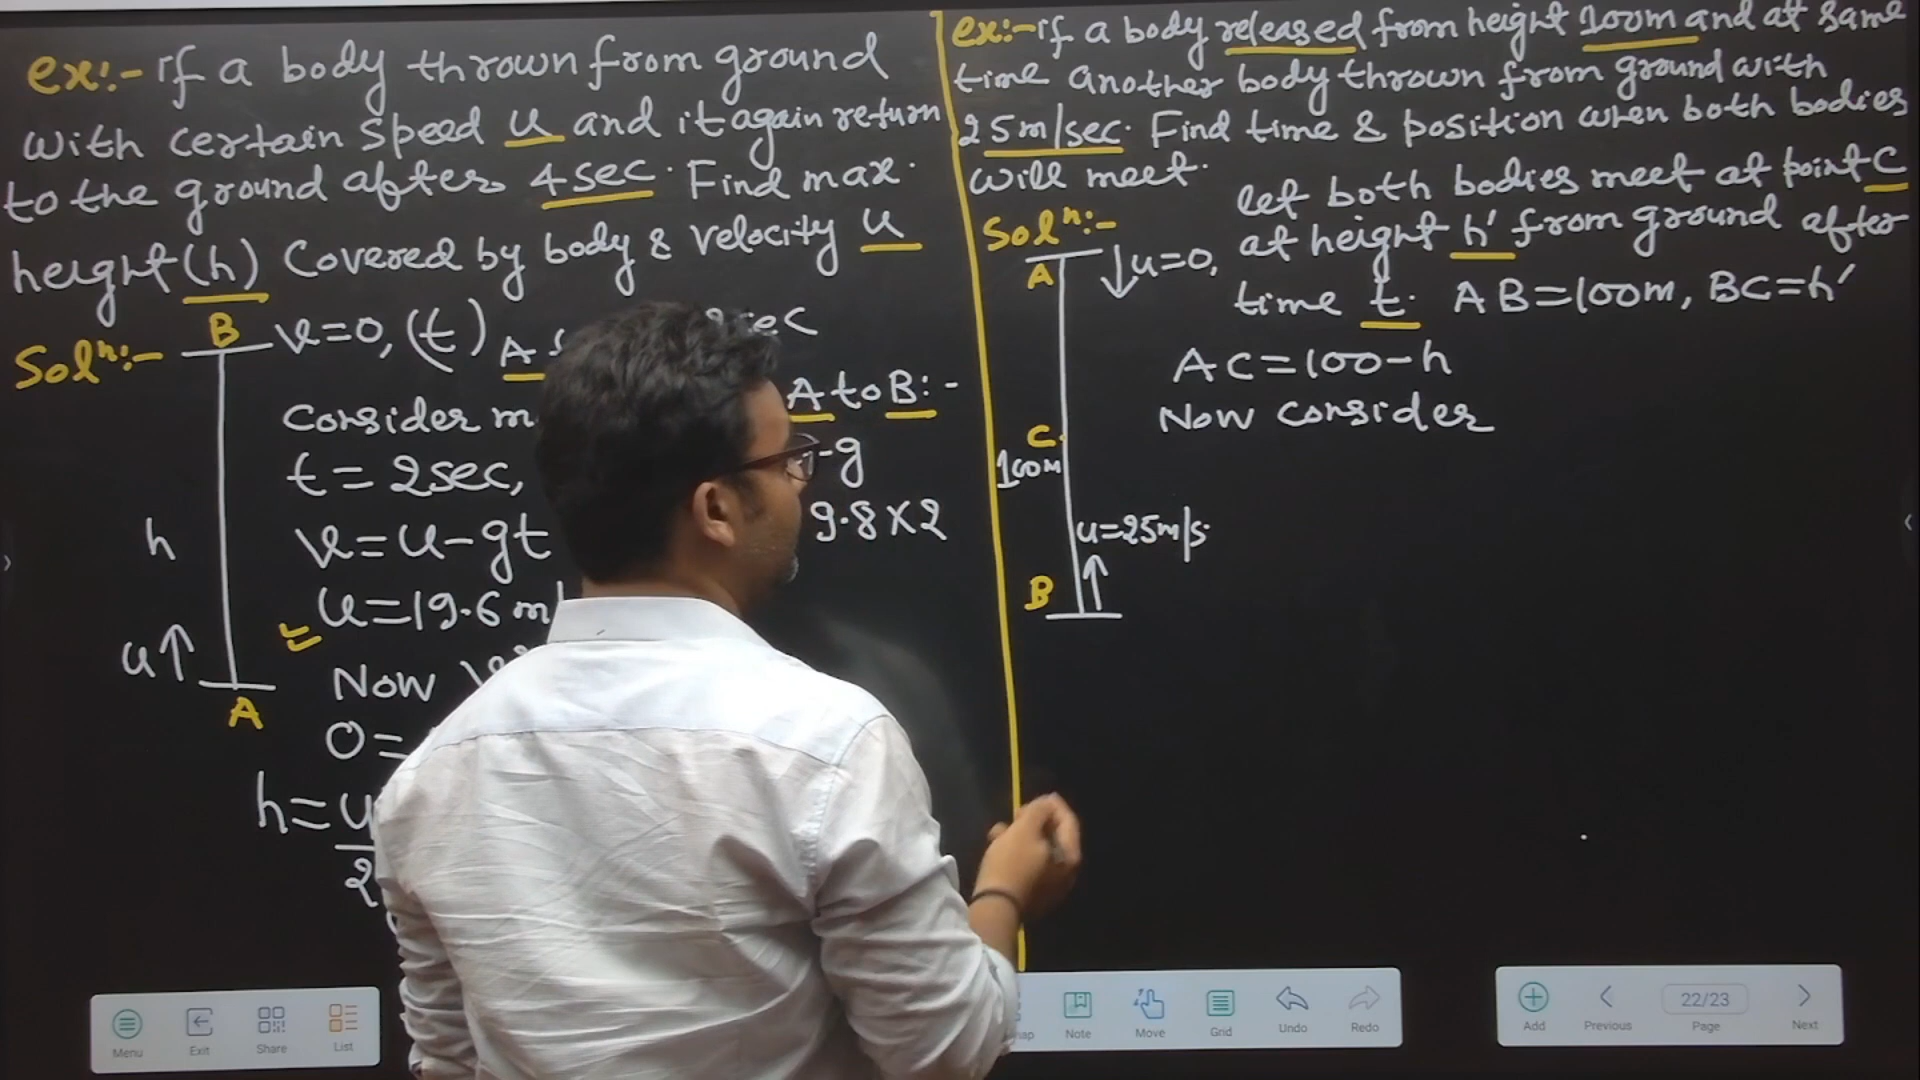 ex:- if a body thrown from ground
with certain speed u and it again return
to the ground after 4 sec. Find max.
height (h) Covered by body & velocity u
Solⁿ:- B v=0, (t) A sec
Consider A to B:-
t = 2sec, -g
v=u-gt 9.8×2
h
u=19.6 m
u↑
Now
A
0=
h=u
2
ex:- if a body released from height 100m and at same
time another body thrown from ground with
25m/sec. Find time & position when both bodies
will meet.
Solⁿ:-
let both bodies meet at point C
at height h' from ground after
time t. AB=100m, BC=h'
A ↓u=0,
AC=100-h
Now consider
C
100m
u=25m/s.
B ↑
Menu
Exit
Share
List
Note
Move
Grid
Undo
Redo
Add
Previous
22/23
Page
Next